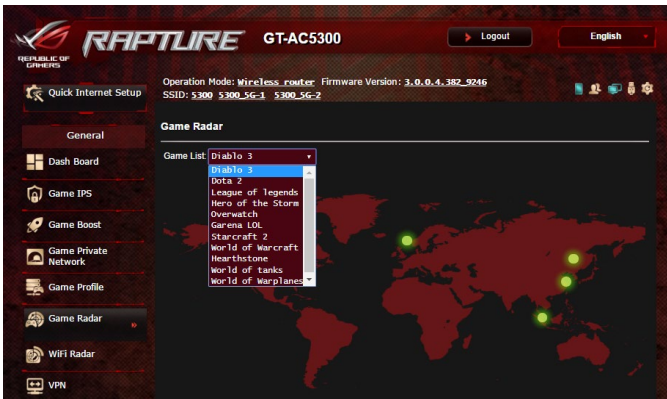 REPUBLIC OF
GAMERS
RAPTURE
GT-AC5300
Logout
English
Quick Internet Setup
Operation Mode: Wireless router Firmware Version: 3.0.0.4.382_9246
SSID: 5300 5300_5G-1 5300_5G-2
General
Dash Board
Game IPS
Game Boost
Game Private
Network
Game Profile
Game Radar
WiFi Radar
VPN
Game Radar
Game List Diablo 3
Diablo 3
Dota 2
League of legends
Hero of the Storm
Overwatch
Garena LOL
Starcraft 2
World of Warcraft
Hearthstone
World of tanks
World of Warplanes